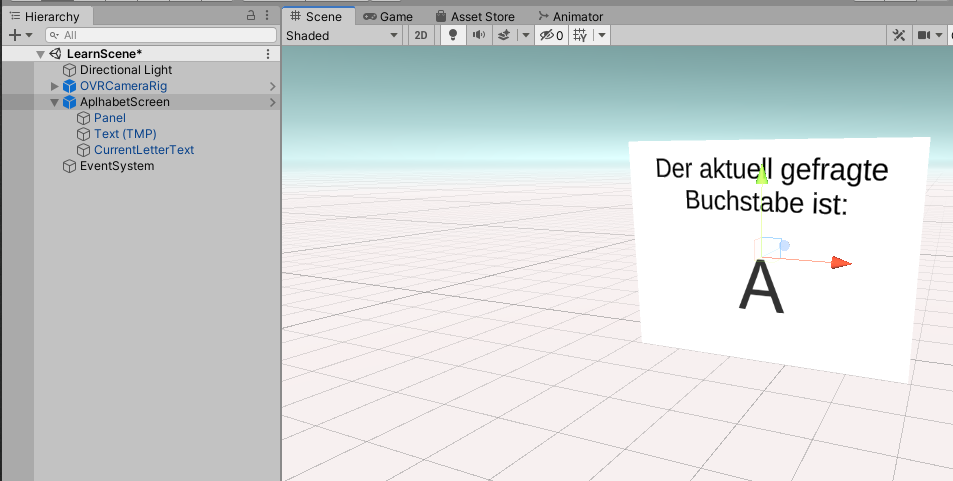 Hierarchy
Scene
Game
Asset Store
Animator
All
Shaded
2D
0
LearnScene*
Directional Light
OVRCameraRig
AplhabetScreen
Panel
Text (TMP)
CurrentLetterText
EventSystem
Der aktuell gefragte
Buchstabe ist:
A